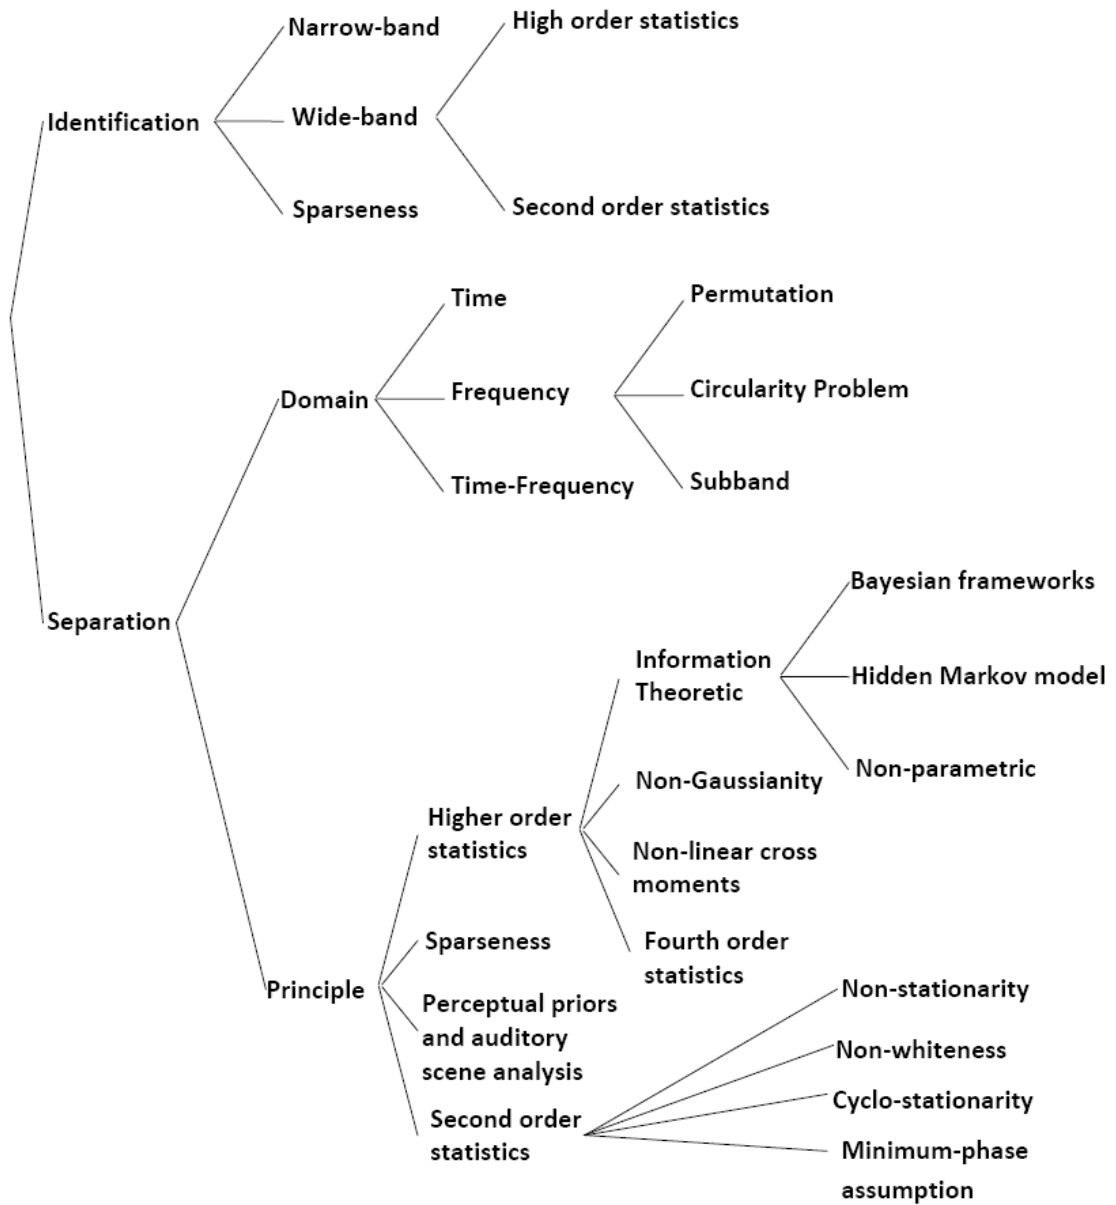 Narrow-band
High order statistics
Identification
Wide-band
Sparseness
Second order statistics
Time
Permutation
Domain
Frequency
Circularity Problem
Time-Frequency
Subband
Separation
Bayesian frameworks
Information
Theoretic
Hidden Markov model
Non-parametric
Non-Gaussianity
Higher order
statistics
Non-linear cross
moments
Sparseness
Fourth order
statistics
Principle
Perceptual priors
and auditory
scene analysis
Non-stationarity
Non-whiteness
Cyclo-stationarity
Second order
statistics
Minimum-phase
assumption